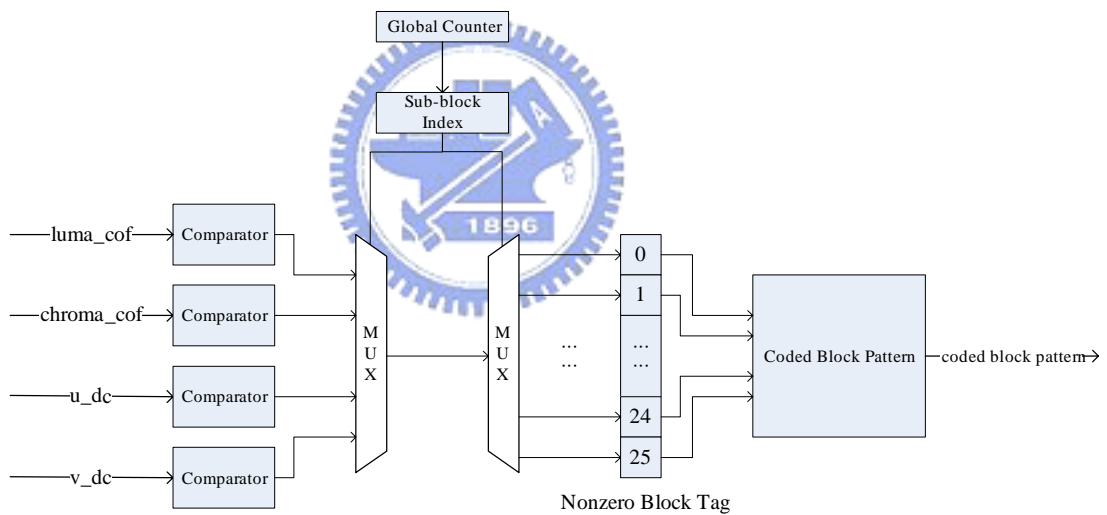 Global Counter
Sub-block
Index
1896
luma_cof
Comparator
chroma_cof
Comparator
u_dc
Comparator
v_dc
Comparator
M
U
X
M
U
X
0
1
...
...
...
...
24
25
Nonzero Block Tag
Coded Block Pattern
coded block pattern